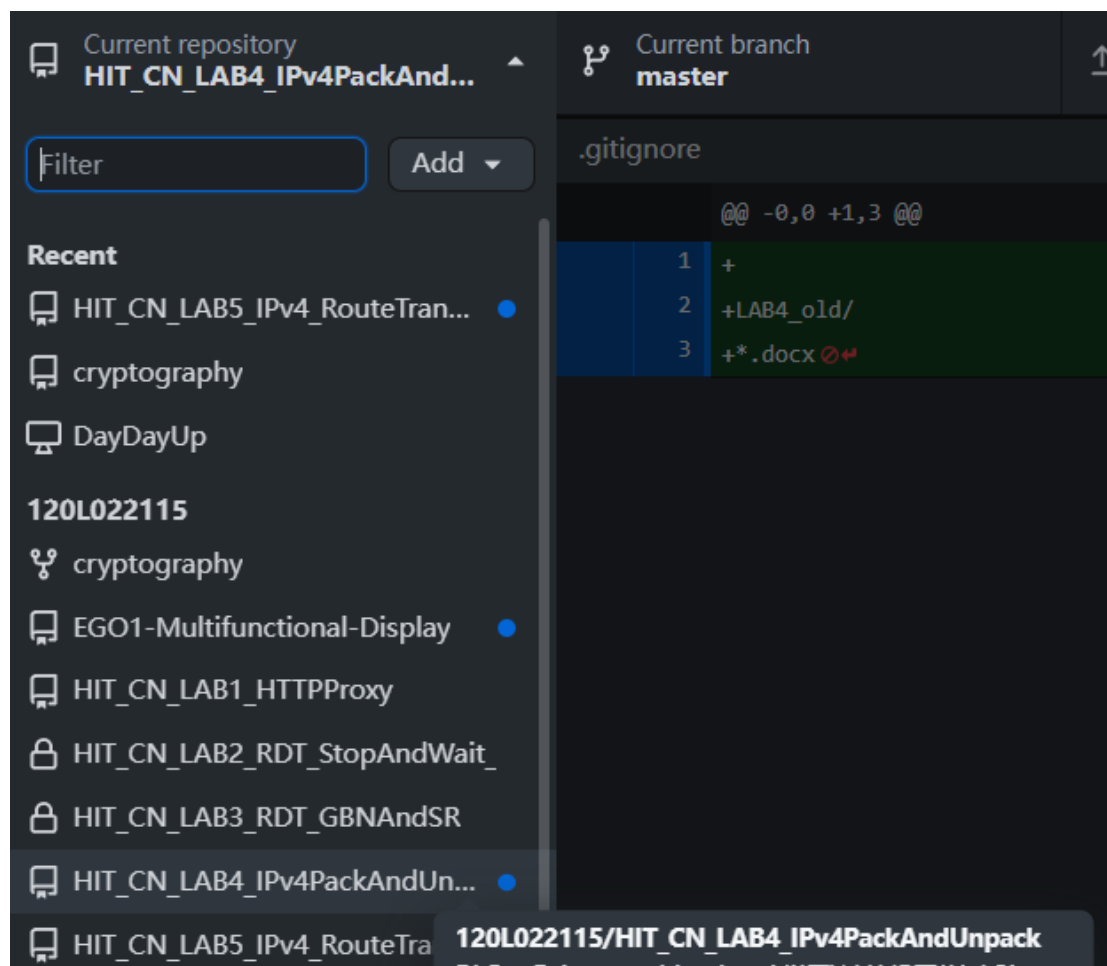 Current repository
HIT_CN_LAB4_IPv4PackAnd...
Current branch
master
Filter
Add
.gitignore
@@ -0,0 +1,3 @@
1 +
2 +LAB4_old/
3 +*.docx
Recent
HIT_CN_LAB5_IPv4_RouteTran...
cryptography
DayDayUp
120L022115
cryptography
EGO1-Multifunctional-Display
HIT_CN_LAB1_HTTPProxy
HIT_CN_LAB2_RDT_StopAndWait_
HIT_CN_LAB3_RDT_GBNAndSR
HIT_CN_LAB4_IPv4PackAndUn...
HIT_CN_LAB5_IPv4_RouteTra
120L022115/HIT_CN_LAB4_IPv4PackAndUnpack